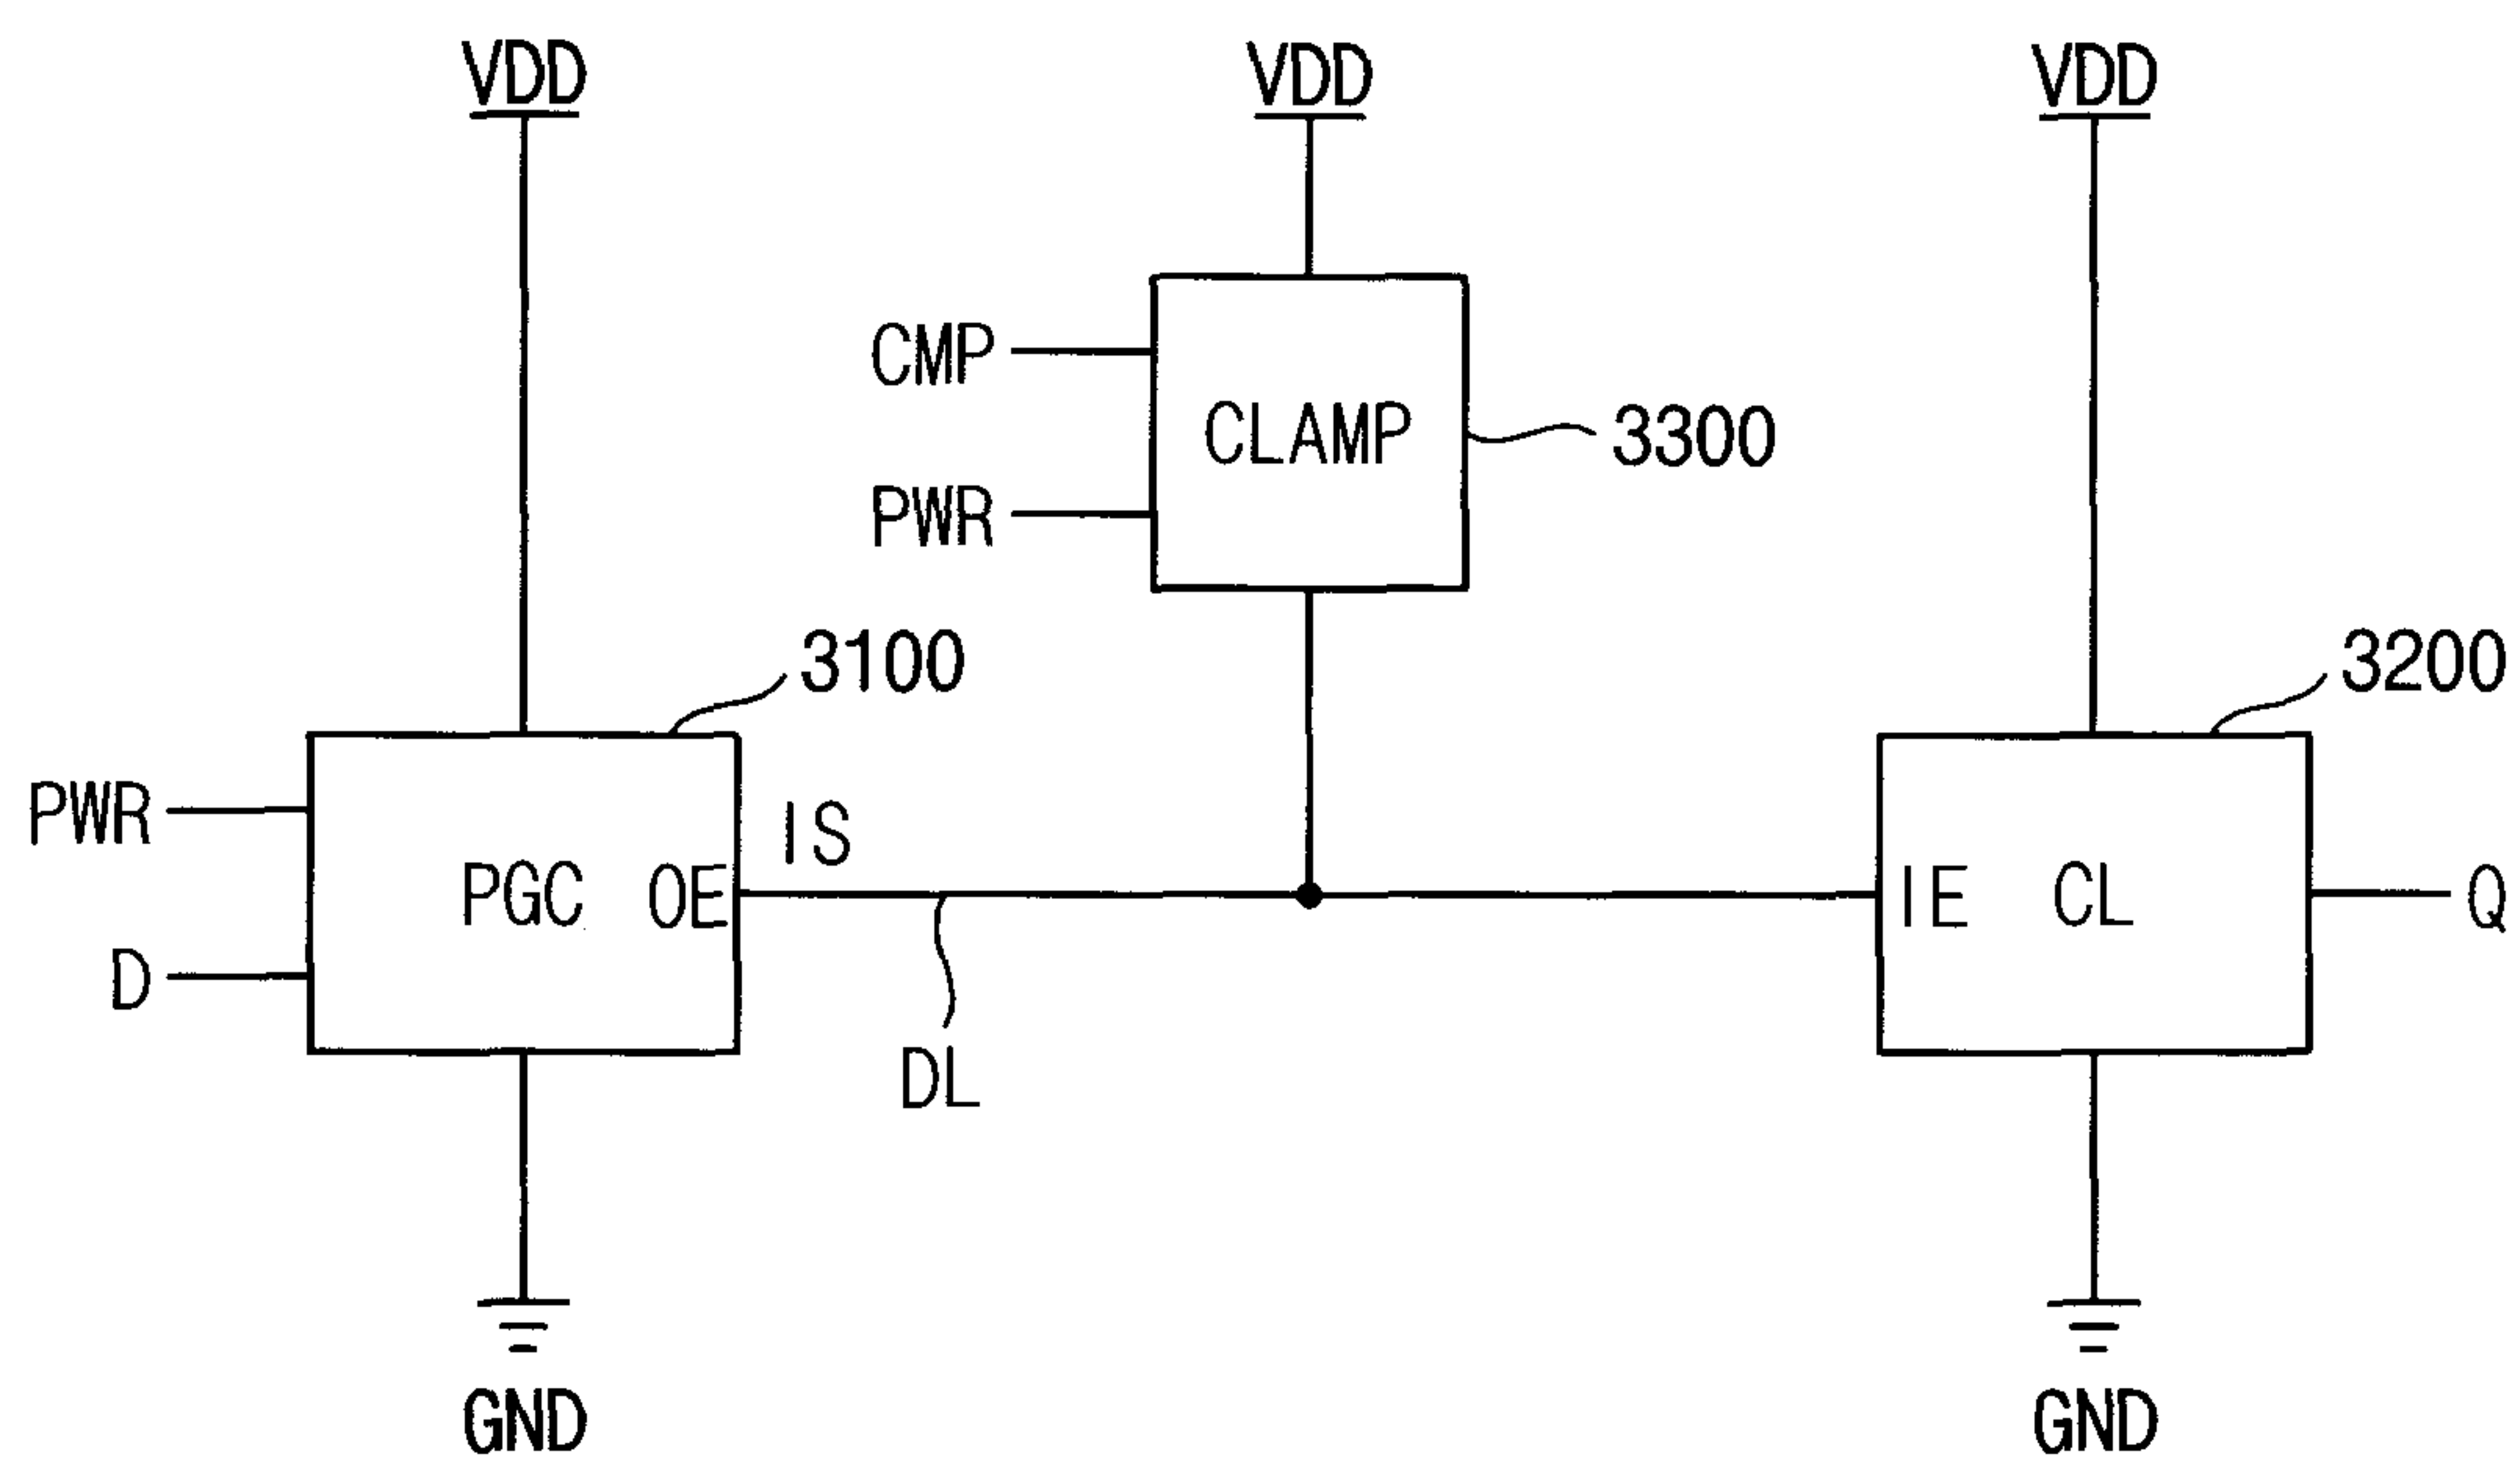 VDD
VDD
VDD
CMP
CLAMP
3300
PWR
3100
3200
PWR
IS
PGC
OE
IE
CL
Q
D
DL
GND
GND